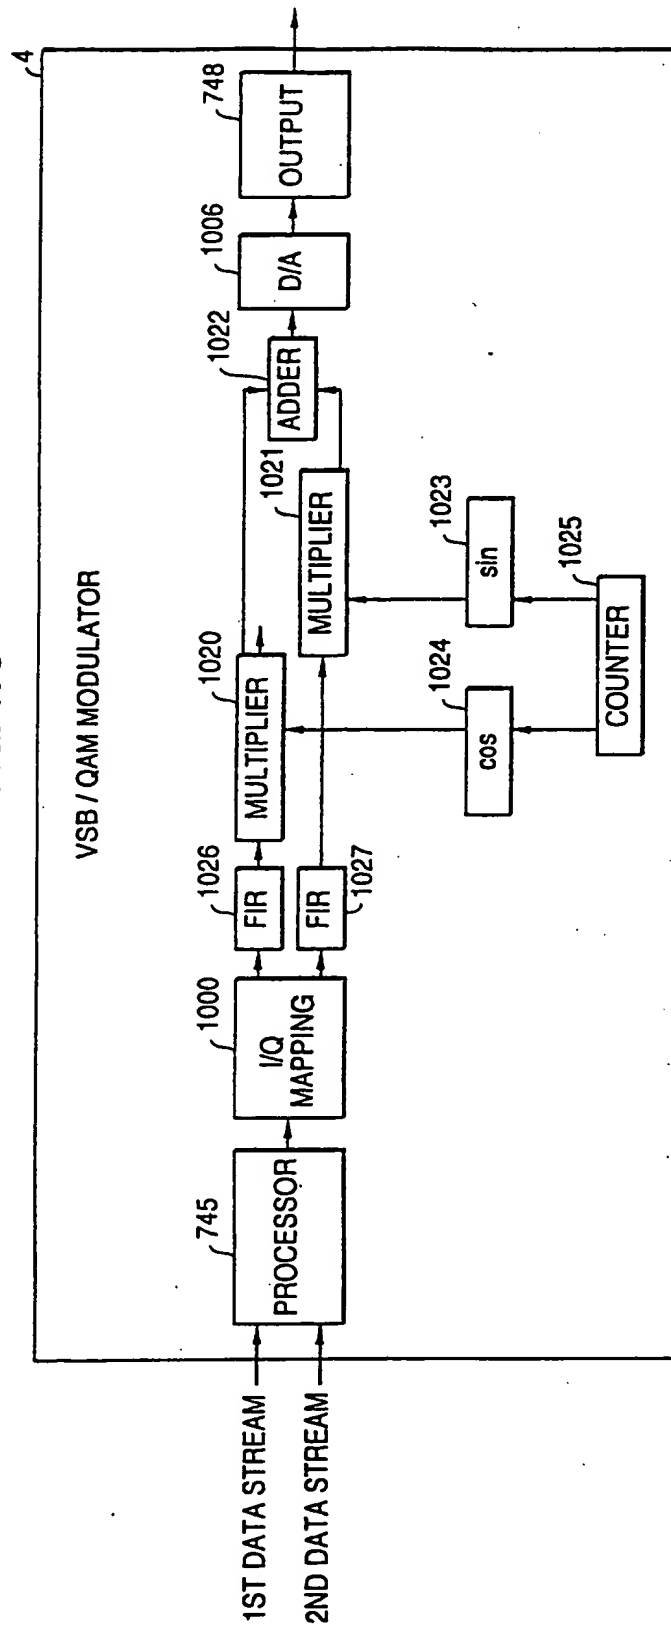 4
VSB / QAM MODULATOR
1ST DATA STREAM
2ND DATA STREAM
745
PROCESSOR
1000
I/Q
MAPPING
1026
FIR
FIR
1027
1020
MULTIPLIER
1021
MULTIPLIER
1022
ADDER
1006
D/A
748
OUTPUT
1024
cos
1023
sin
1025
COUNTER